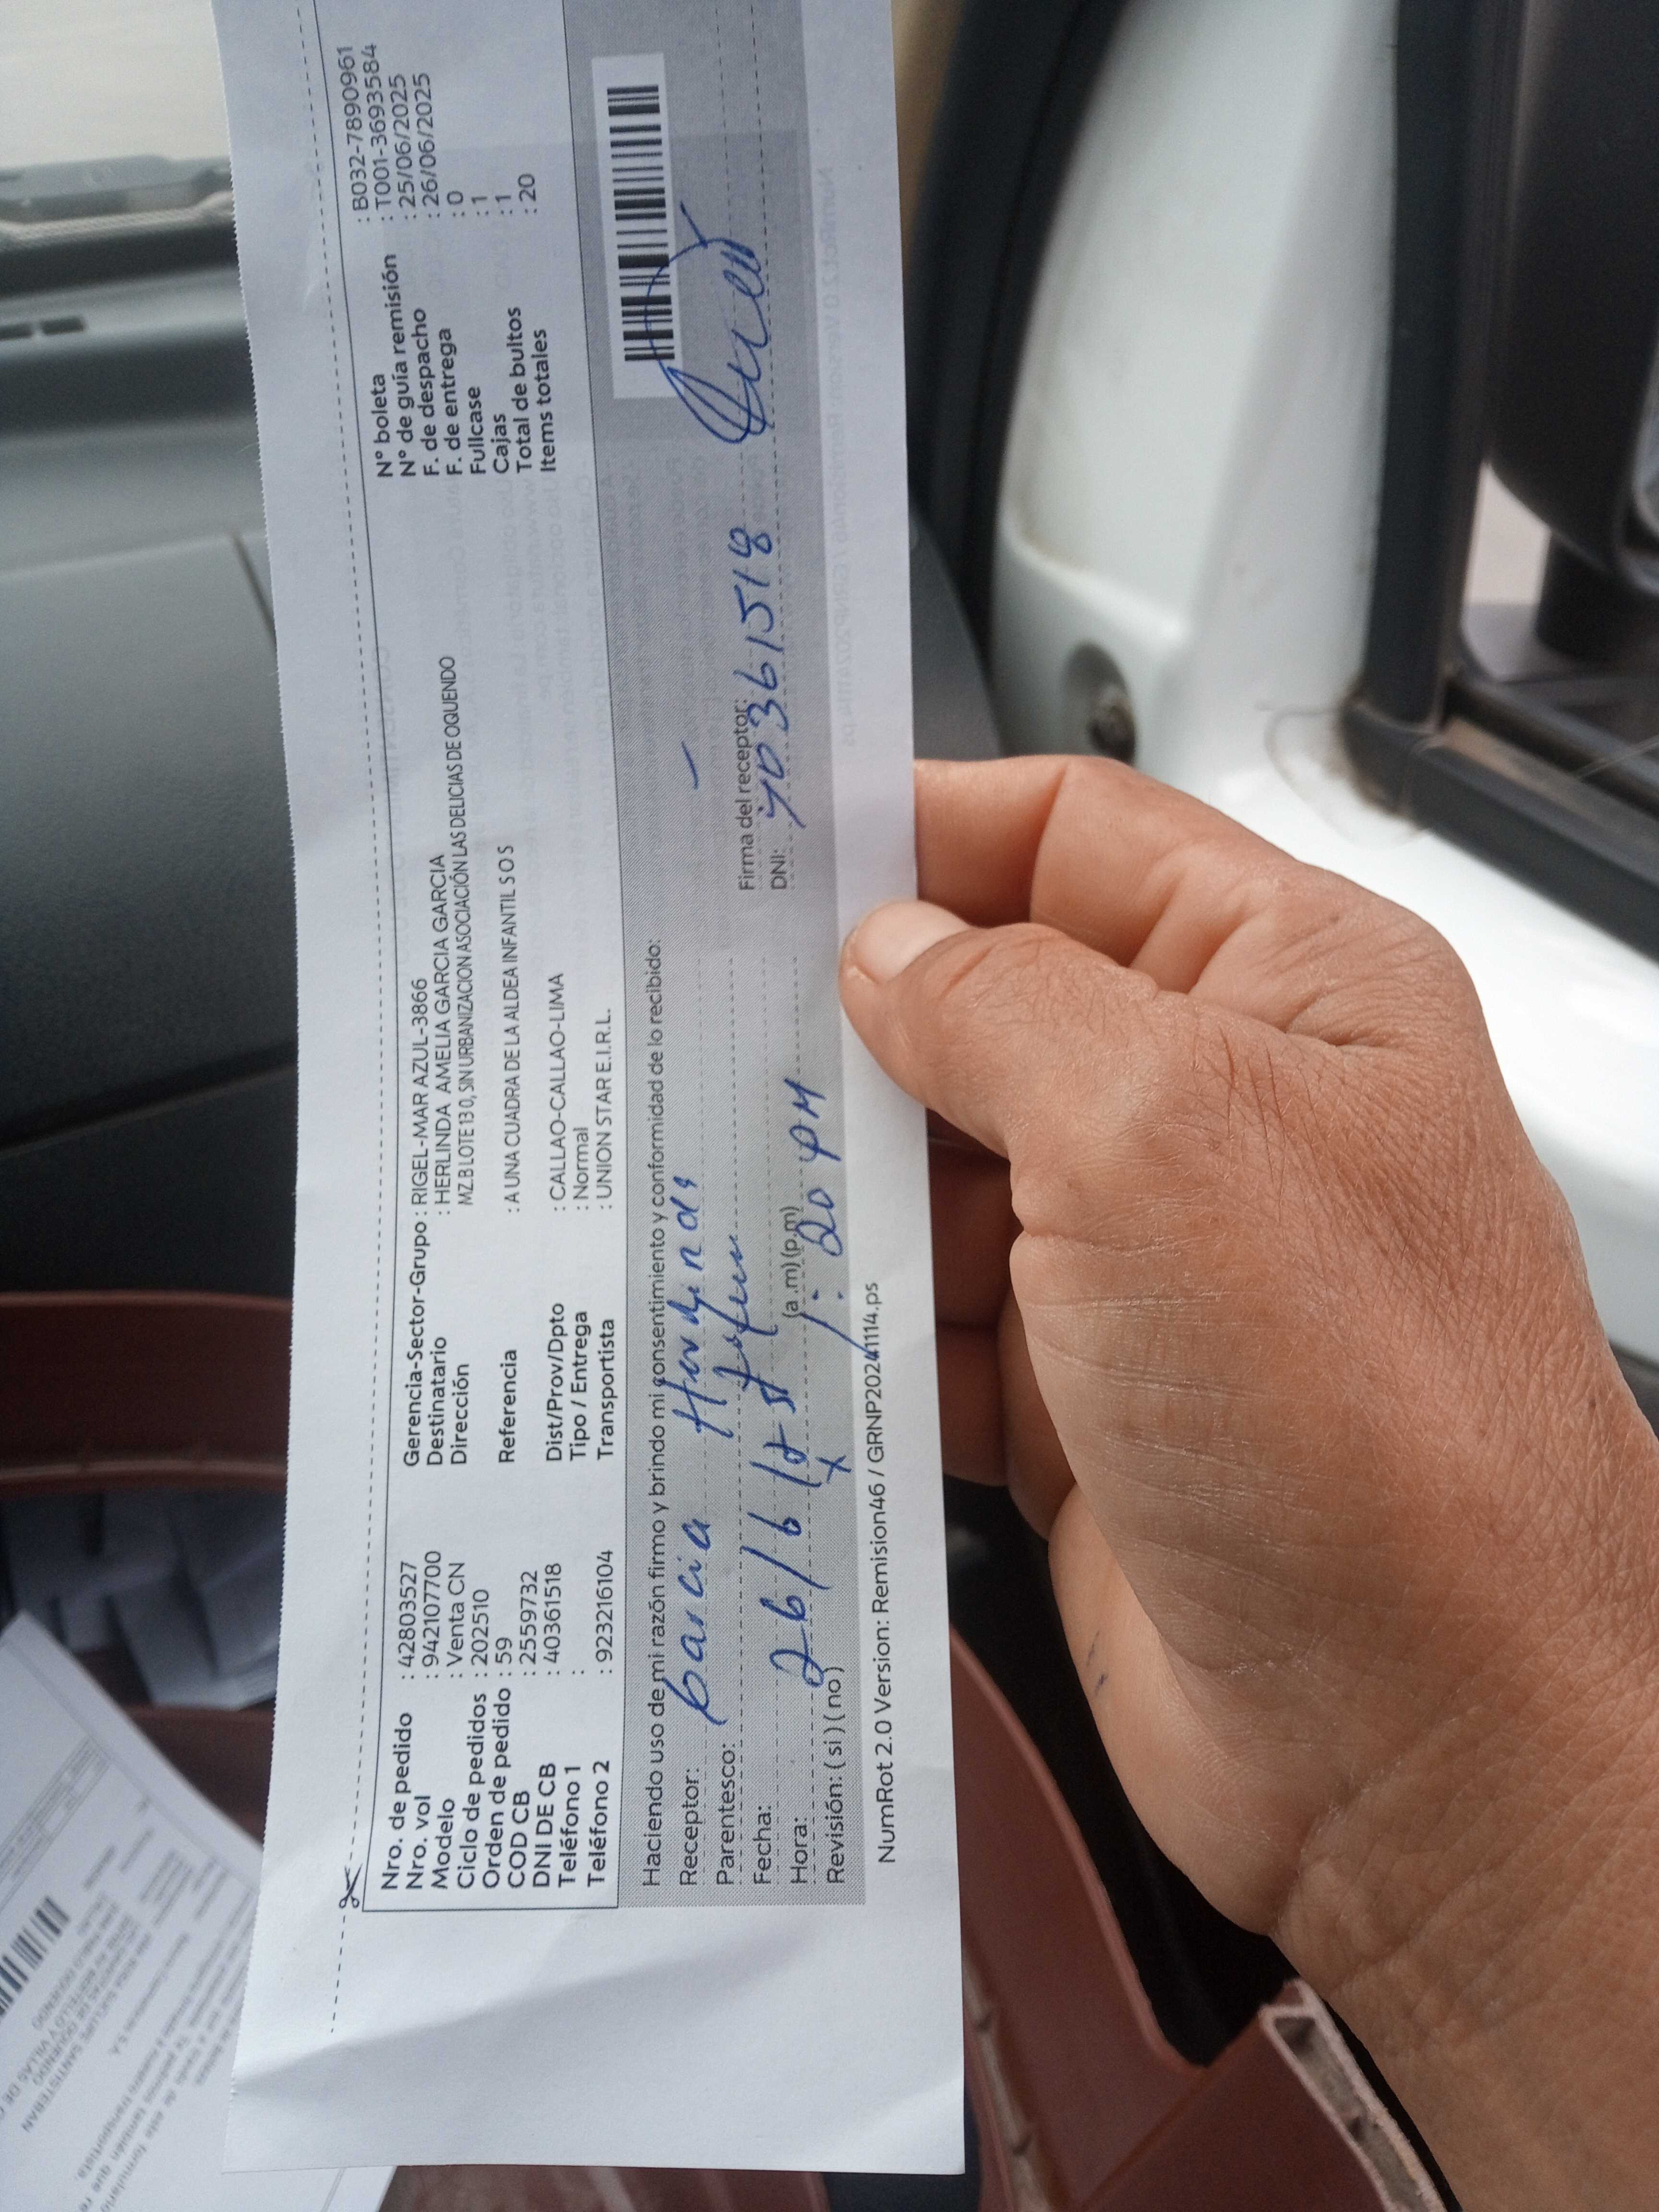 Nro. de pedido : 42803527
Nro. vol : 942107700
Modelo : Venta CN
Ciclo de pedidos : 202510
Orden de pedido : 59
COD CB : 2559732
DNI DE CB : 40361518
Teléfono 1 :
Teléfono 2 : 923216104
Gerencia-Sector-Grupo : RIGEL-MAR AZUL-3866
Destinatario : HERLINDA AMELIA GARCIA GARCIA
Dirección MZ.B LOTE 13 0, SIN URBANIZACION ASOCIACIÓN LAS DELICIAS DE OQUENDO
Referencia : A UNA CUADRA DE LA ALDEA INFANTIL S O S
Dist/Prov/Dpto : CALLAO-CALLAO-LIMA
Tipo / Entrega : Normal
Transportista : UNION STAR E.I.R.L.
N° boleta : B032-7890961
N° de guía remisión : T001-3693584
F. de despacho : 25/06/2025
F. de entrega : 26/06/2025
Fullcase : 0
Cajas : 1
Total de bultos : 1
Items totales : 20
Haciendo uso de mi razón firmo y brindo mi consentimiento y conformidad de lo recibido:
Receptor: Garcia
Parentesco:
Firma del receptor:
Fecha: 26/6/
DNI: 40361518
Hora: 1:20 PM (a.m) (p.m)
Revisión: ( si ) ( no ) x
NumRot 2.0 Version: Remision46 / GRNP20241114.ps
SANTISTEBAN
OQUENDO